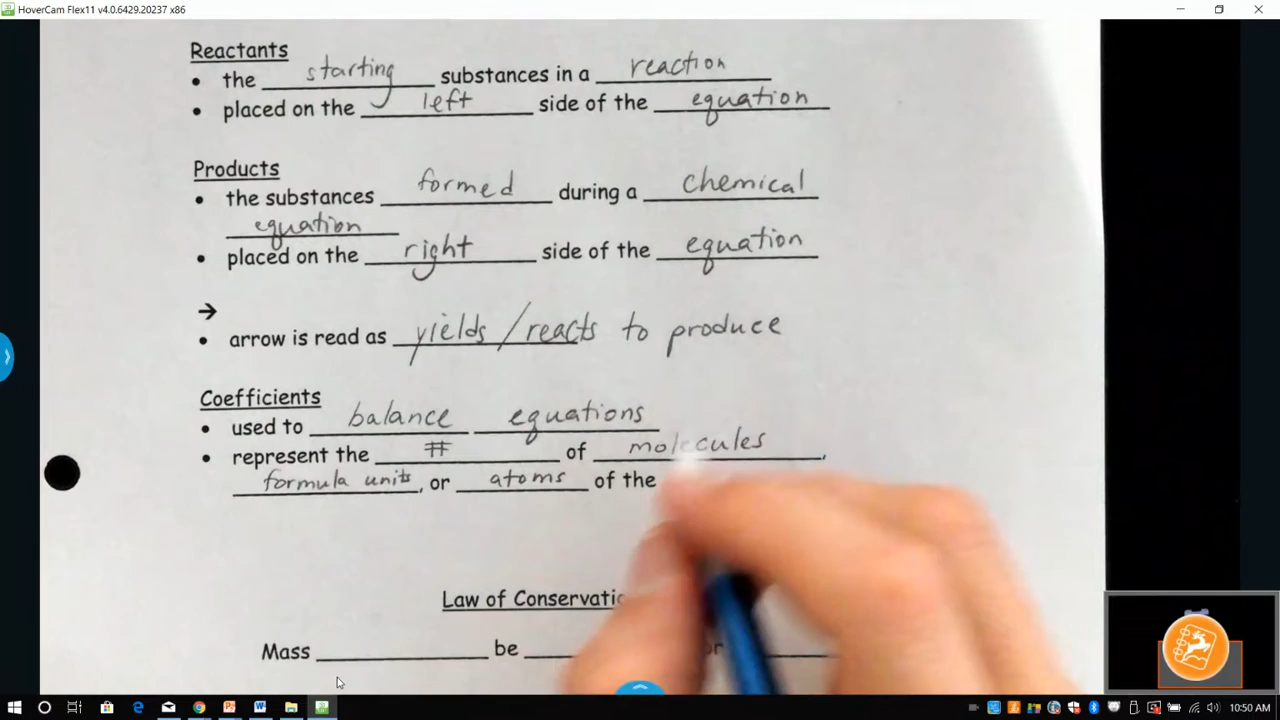 HoverCam Flex11 v4.0.6429.20237 x86
Reactants
• the starting substances in a reaction
• placed on the left side of the equation
Products
• the substances formed during a chemical
equation
• placed on the right side of the equation
→
• arrow is read as yields/reacts to produce
Coefficients
• used to balance equations
• represent the # of molecules,
formula units, or atoms of the
Law of
Mass be
10:50 AM